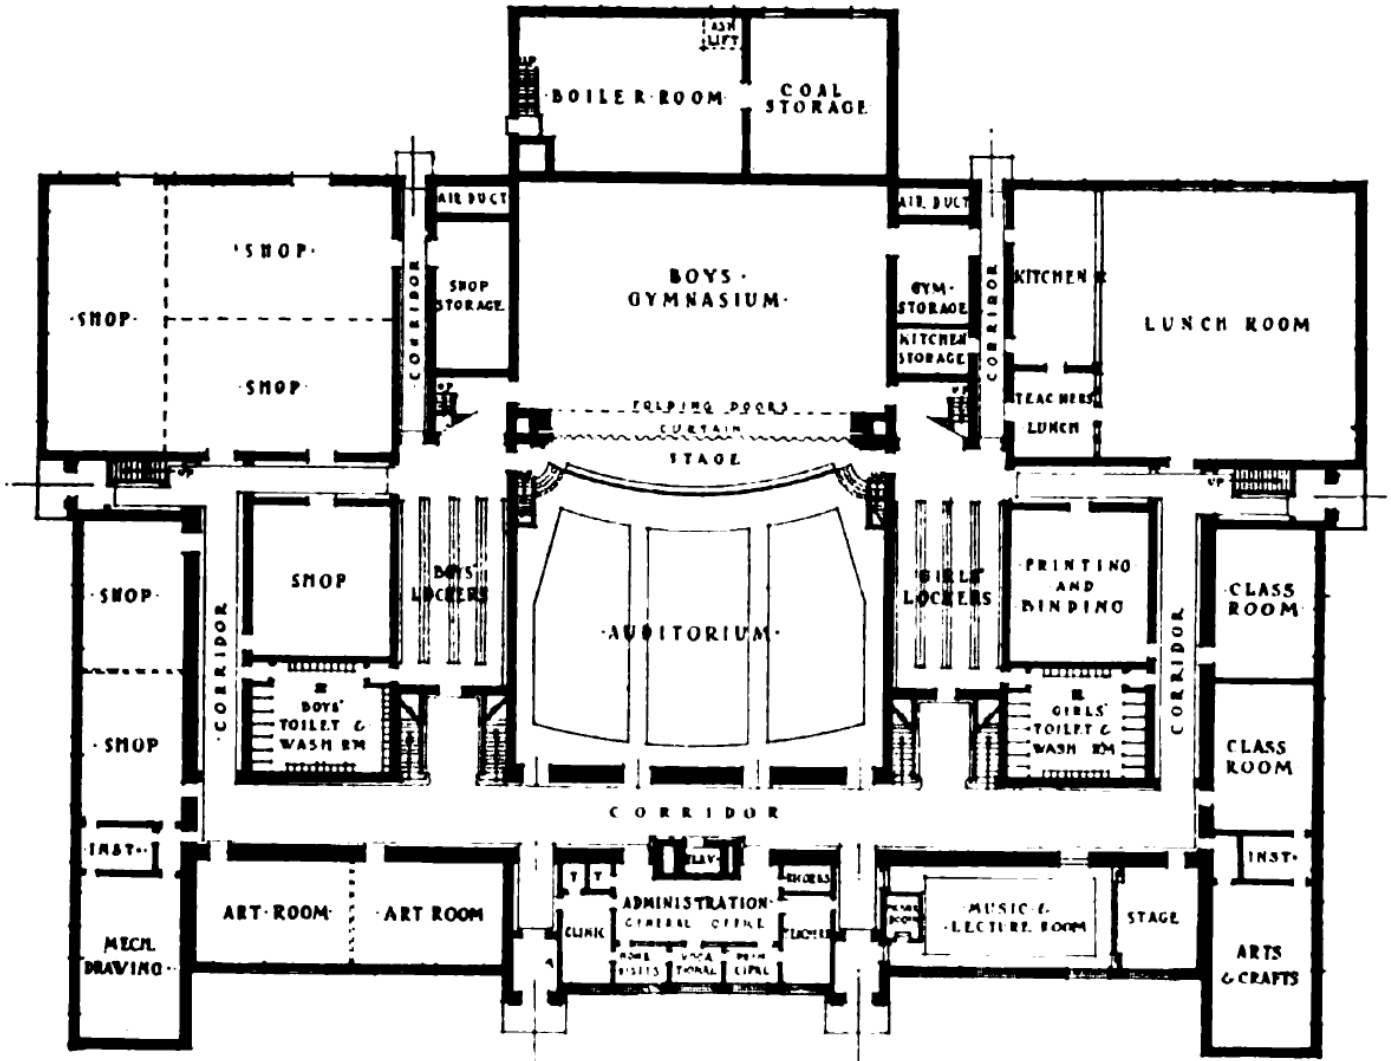 ASH
LIFT
UP
·BOILER·ROOM·
COAL
STORAGE·
AIR DUCT
AIR DUCT
·SHOP·
·SHOP·
·SHOP·
CORRIDOR
SHOP
STORAGE
BOYS·
GYMNASIUM·
GYM·
STORAGE
KITCHEN
STORAGE
CORRIDOR
KITCHEN
LUNCH ROOM
TEACHERS
LUNCH
UP
UP
FOLDING DOORS
CURTAIN
STAGE
UP
UP
SHOP·
SHOP
BOYS'
LOCKERS
·AUDITORIUM·
GIRLS'
LOCKERS
PRINTING
AND
BINDING
CLASS
ROOM
CORRIDOR
CORRIDOR
SHOP
BOYS'
TOILET &
WASH RM
GIRLS'
TOILET &
WASH RM
CLASS
ROOM
CORRIDOR
INST·
ELEV·
INST·
ART·ROOM
ART ROOM
T T
ADMINISTRATION·
GENERAL OFFICE
CLINIC
VOCA
TIONAL
PRIN
CIPAL
MUSIC &
·LECTURE ROOM
STAGE
MECH.
DRAWING·
ARTS
& CRAFTS